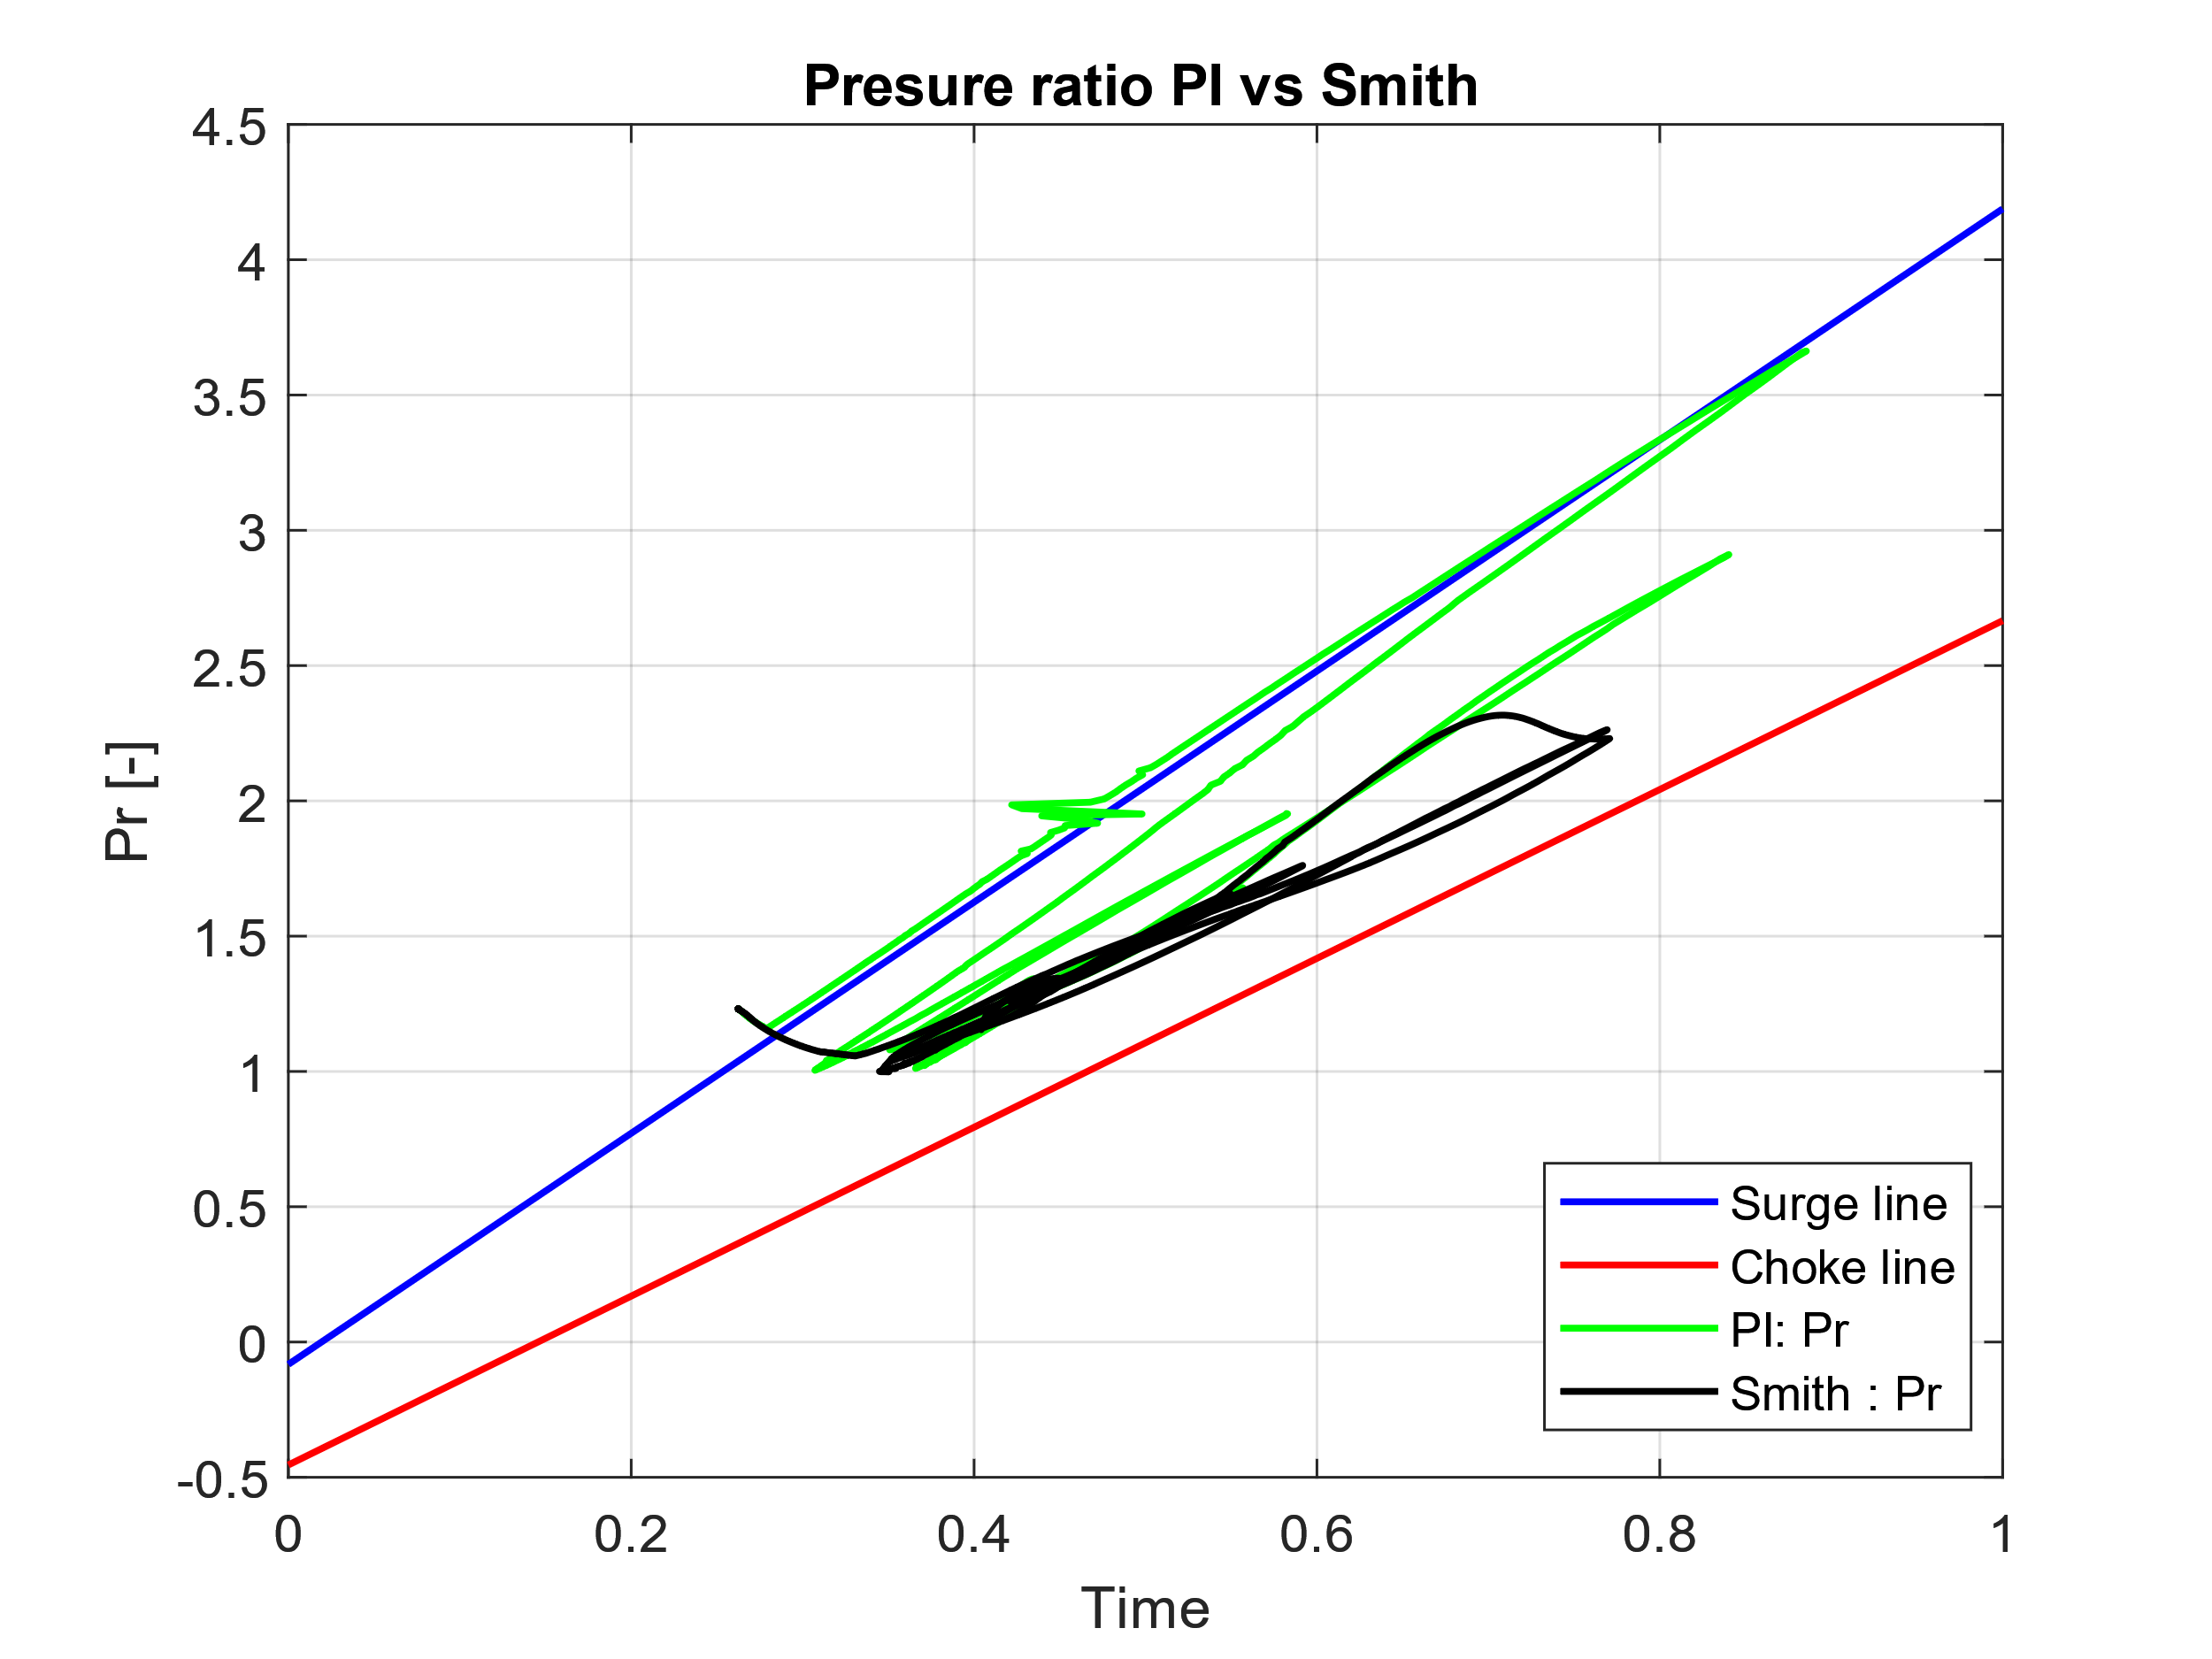 Presure ratio PI vs Smith
4.5
4
3.5
3
2.5
2
1.5
1
0.5
0
-0.5
Pr [-]
0 0.2 0.4 0.6 0.8 1
Time
Surge line
Choke line
PI: Pr
Smith : Pr